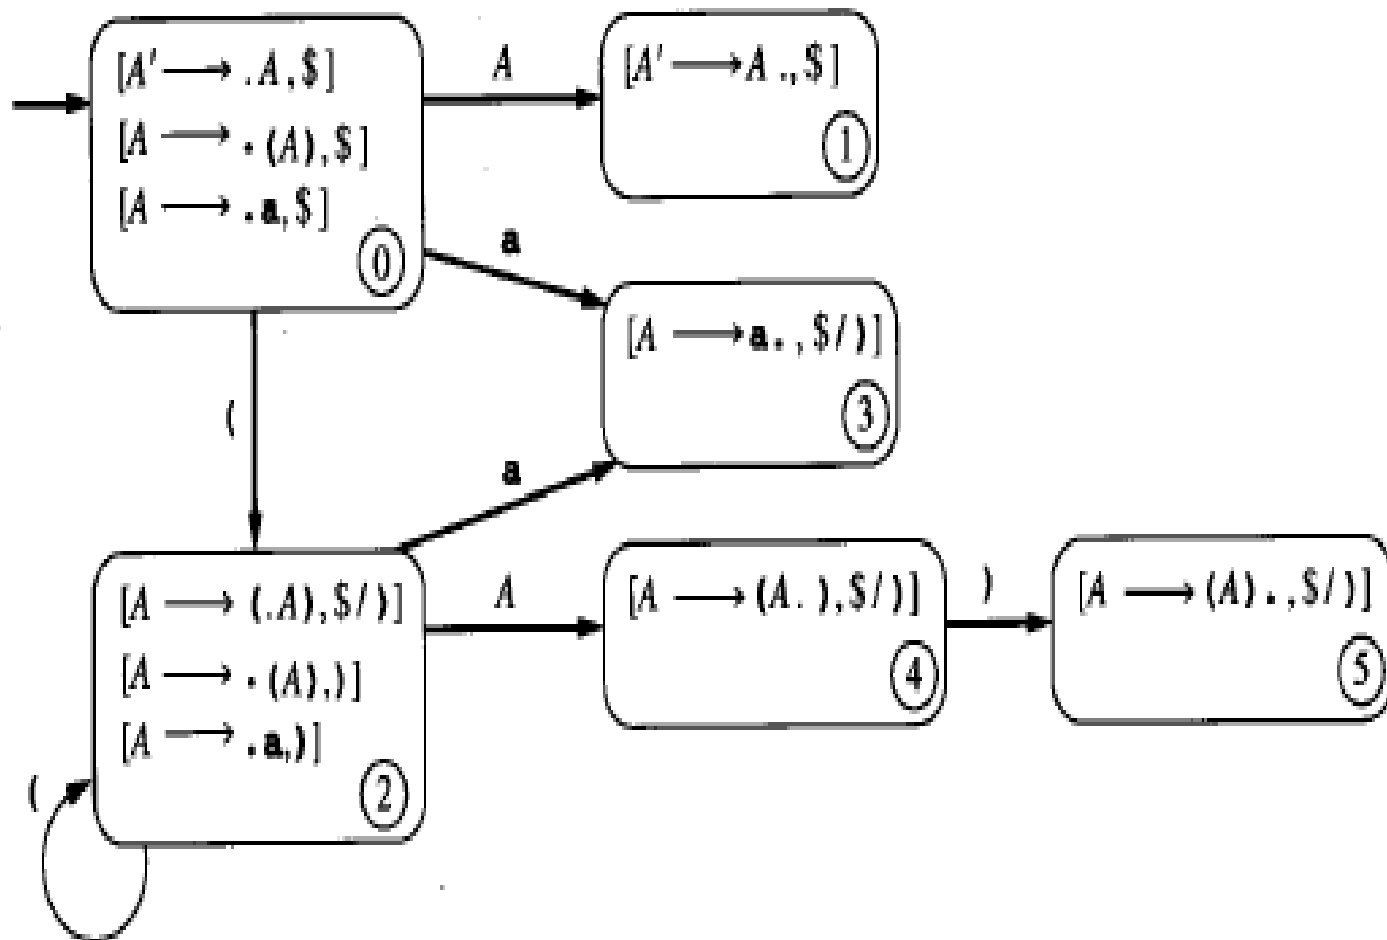 [A' → .A,$]
[A → .(A),$]
[A → .a,$]
0
A
[A' → A.,$]
1
a
[A → a.,$/)]
3
(
a
[A → (.A),$/)]
[A → .(A),)]
[A → .a,)]
2
(
A
[A → (A.),$/)]
4
)
[A → (A).,$/)]
5